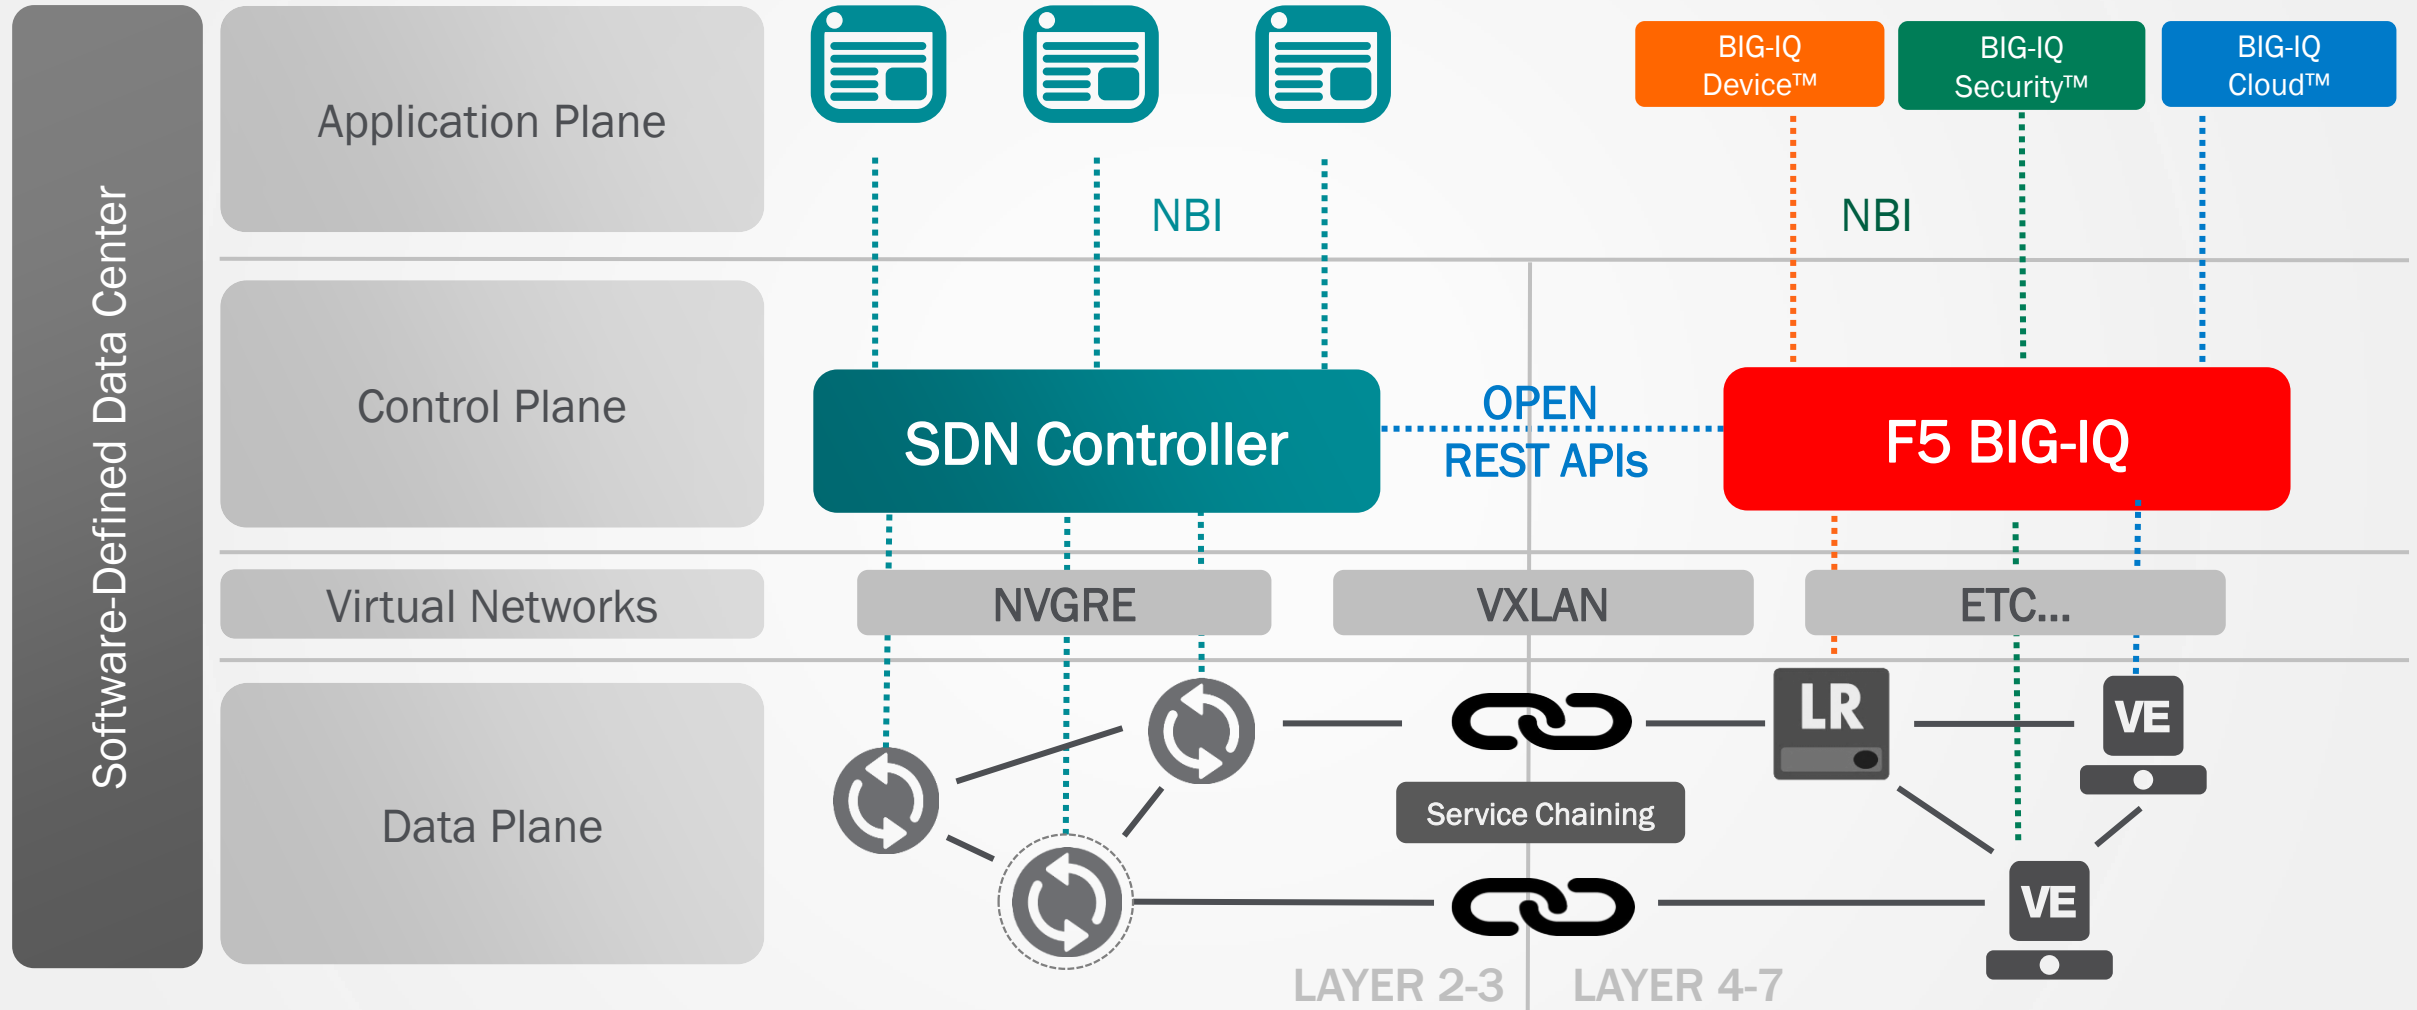 Software-Defined Data Center
Application Plane
BIG-IQ
Device™
BIG-IQ
Security™
BIG-IQ
Cloud™
NBI
NBI
Control Plane
SDN Controller
OPEN
REST APIs
F5 BIG-IQ
Virtual Networks
NVGRE
VXLAN
ETC...
Data Plane
LR
VE
Service Chaining
VE
LAYER 2-3
LAYER 4-7